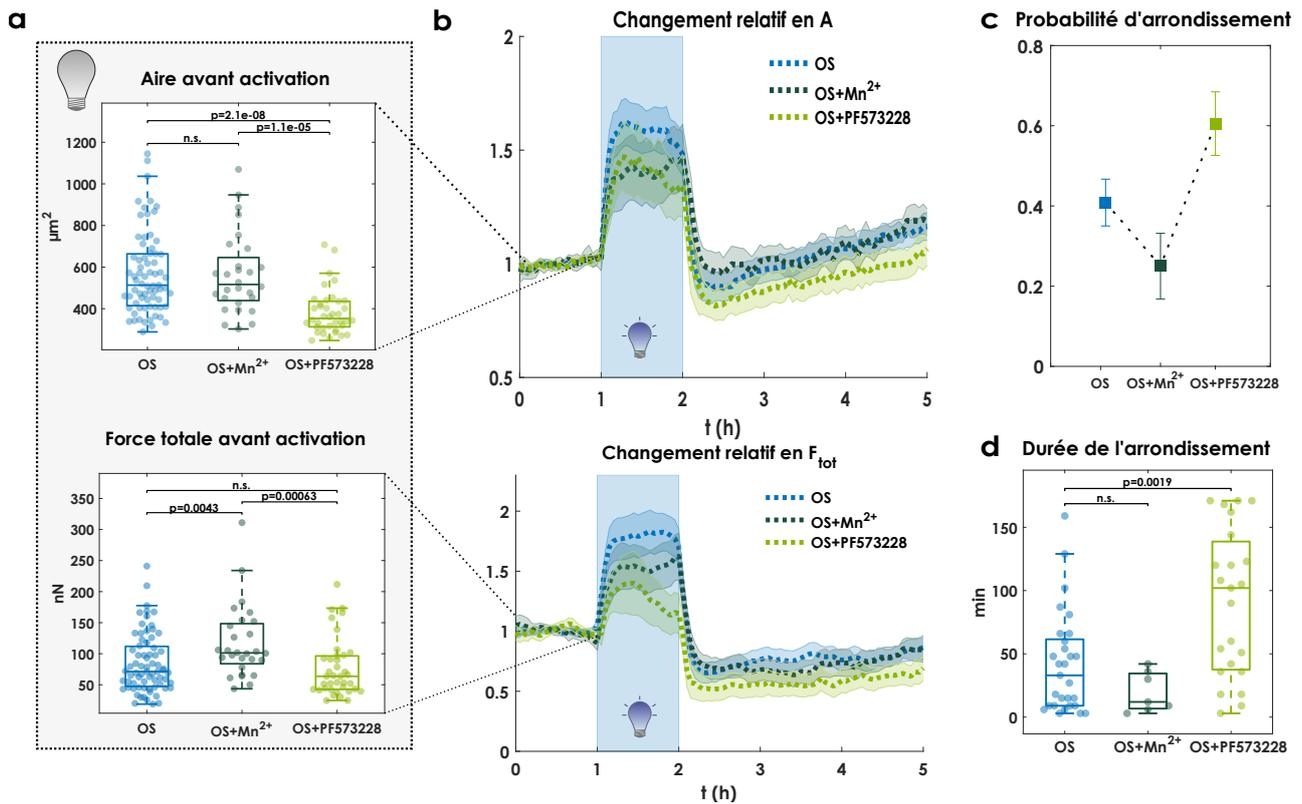 a
Aire avant activation
p=2.1e-08
p=1.1e-05
n.s.
1200
1000
800
600
400
µm2
OS
OS+Mn2+
OS+PF573228
Force totale avant activation
n.s.
p=0.0043
p=0.00063
350
300
250
200
150
100
50
nN
OS
OS+Mn2+
OS+PF573228
b
Changement relatif en A
OS
OS+Mn2+
OS+PF573228
2
1.5
1
0.5
0 1 2 3 4 5
t (h)
Changement relatif en Ftot
OS
OS+Mn2+
OS+PF573228
2
1.5
1
0.5
0
0 1 2 3 4 5
t (h)
c
Probabilité d'arrondissement
0.8
0.6
0.4
0.2
0
OS
OS+Mn2+
OS+PF573228
d
Durée de l'arrondissement
p=0.0019
n.s.
150
100
50
0
min
OS
OS+Mn2+
OS+PF573228